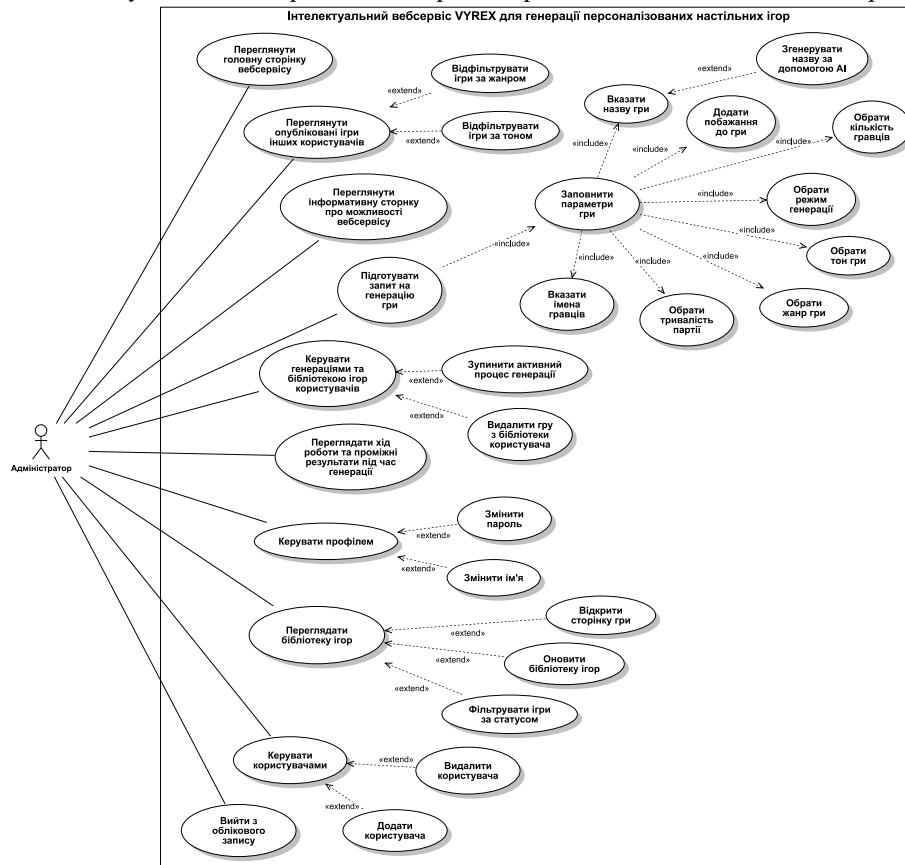 Інтелектуальний вебсервіс VYREX для генерації персоналізованих настільних ігор
Переглянути
головну сторінку
вебсервісу
Відфільтрувати
ігри за жанром
«extend»
Переглянути
опубліковані ігри
інших користувачів
Відфільтрувати
ігри за тоном
«extend»
Згенерувати
назву за
допомогою AI
«extend»
Вказати
назву гри
Додати
побажання
до гри
Обрати
кількість
гравців
«include»
«include»
«include»
Переглянути
інформативну сторнку
про можливості
вебсервісу
Заповнити
параметри
гри
«include»
Обрати
режим
генерації
«include»
Обрати
тон гри
«include»
Підготувати
запит на
генерацію
гри
«include»
«include»
«include»
Вказати
імена
гравців
Обрати
тривалість
партії
Обрати
жанр гри
Керувати
генераціями та
бібліотекою ігор
користувачів
«extend»
Зупинити активний
процес генерації
«extend»
Видалити гру
з бібліотеки
користувача
Адміністратор
Переглядати хід
роботи та проміжні
результати під час
генерації
Керувати профілем
«extend»
Змінити
пароль
«extend»
Змінити ім'я
Переглядати
бібліотеку ігор
«extend»
Відкрити
сторінку гри
«extend»
Оновити
бібліотеку ігор
«extend»
Фільтрувати ігри
за статусом
Керувати
користувачами
«extend»
Видалити
користувача
«extend»
Додати
користувача
Вийти з
облікового
запису